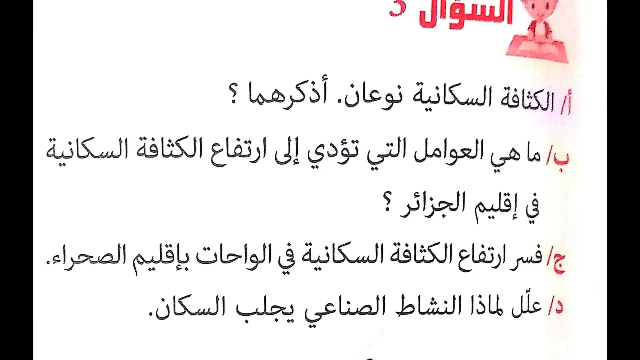 السؤال 3
أ/ الكثافة السكانية نوعان. أذكرهما ؟
ب/ ما هي العوامل التي تؤدي إلى ارتفاع الكثافة السكانية
في إقليم الجزائر ؟
ج/ فسر ارتفاع الكثافة السكانية في الواحات بإقليم الصحراء.
د/ علّل لماذا النشاط الصناعي يجلب السكان.